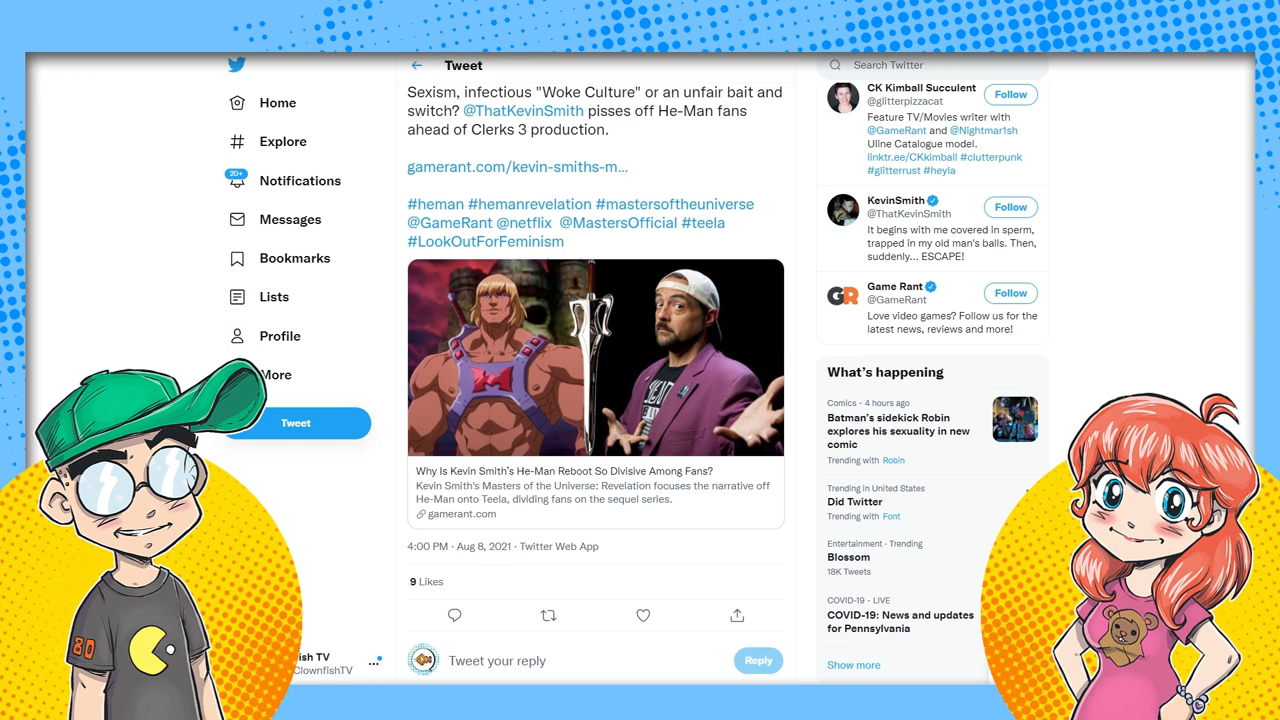 Tweet
Search Twitter
Sexism, infectious "Woke Culture" or an unfair bait and
switch? @ThatKevinSmith pisses off He-Man fans
ahead of Clerks 3 production.
gamerant.com/kevin-smiths-m...
#heman #hemanrevelation #mastersoftheuniverse
@GameRant @netflix @MastersOfficial #teela
#LookOutForFeminism
Why Is Kevin Smith's He-Man Reboot So Divisive Among Fans?
Kevin Smith's Masters of the Universe: Revelation focuses the narrative off
He-Man onto Teela, dividing fans on the sequel series.
gamerant.com
4:00 PM · Aug 8, 2021 · Twitter Web App
9 Likes
Tweet your reply
Reply
Home
Explore
20+
Notifications
Messages
Bookmarks
Lists
Profile
More
Tweet
ish TV
ClownfishTV
80
CK Kimball Succulent
@glitterpizzacat
Follow
Feature TV/Movies writer with
@GameRant and @Nightmar1sh
Uline Catalogue model.
linktr.ee/CKkimball #clutterpunk
#glitterrust #heyla
KevinSmith
@ThatKevinSmith
Follow
It begins with me covered in sperm,
trapped in my old man's balls. Then,
suddenly... ESCAPE!
GR
Game Rant
@GameRant
Follow
Love video games? Follow us for the
latest news, reviews and more!
What's happening
Comics · 4 hours ago
Batman's sidekick Robin
explores his sexuality in new
comic
Trending with Robin
Trending in United States
Did Twitter
Trending with Font
Entertainment · Trending
Blossom
18K Tweets
COVID-19 · LIVE
COVID-19: News and updates
for Pennsylvania
Show more